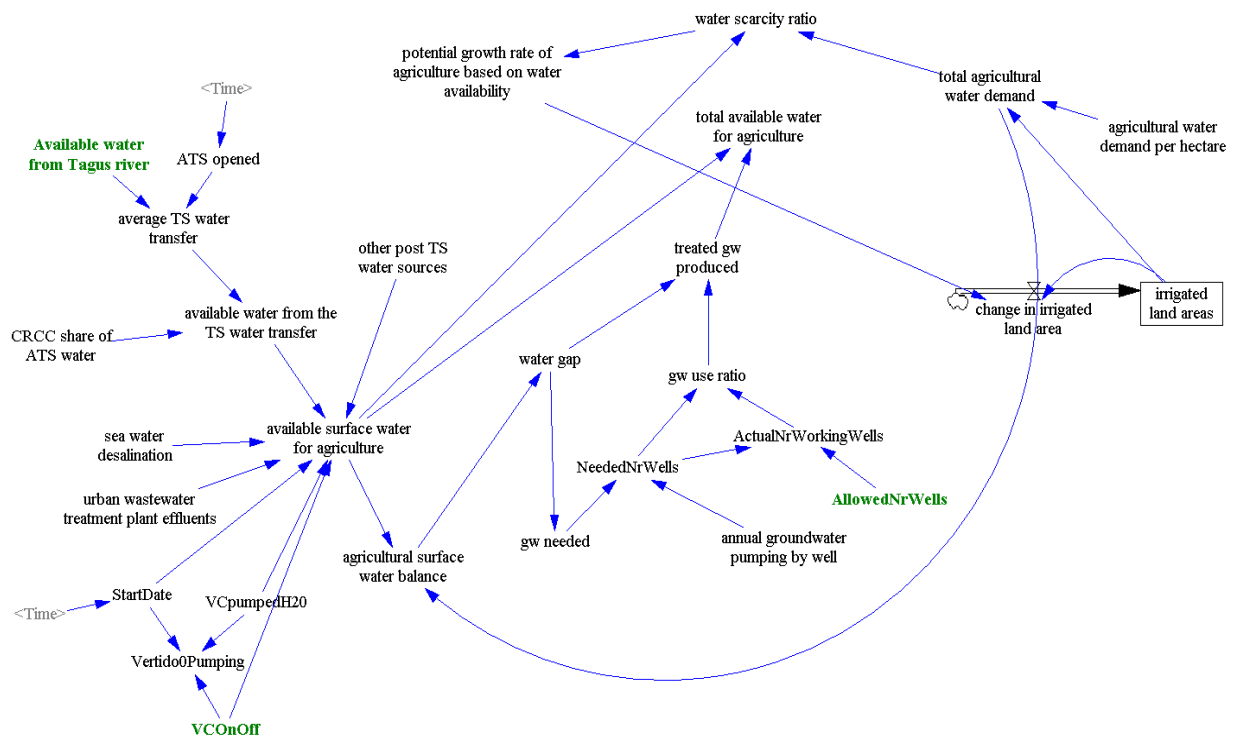 water scarcity ratio
potential growth rate of
agriculture based on water
availability
total agricultural
water demand
<Time>
total available water
for agriculture
agricultural water
demand per hectare
Available water
from Tagus river
ATS opened
average TS water
transfer
other post TS
water sources
treated gw
produced
irrigated
land areas
change in irrigated
land area
available water from the
TS water transfer
CRCC share of
ATS water
water gap
gw use ratio
available surface water
for agriculture
sea water
desalination
ActualNrWorkingWells
NeededNrWells
urban wastewater
treatment plant effluents
AllowedNrWells
gw needed
annual groundwater
pumping by well
agricultural surface
water balance
StartDate
VCpumpedH20
<Time>
Vertido0Pumping
VCOnOff